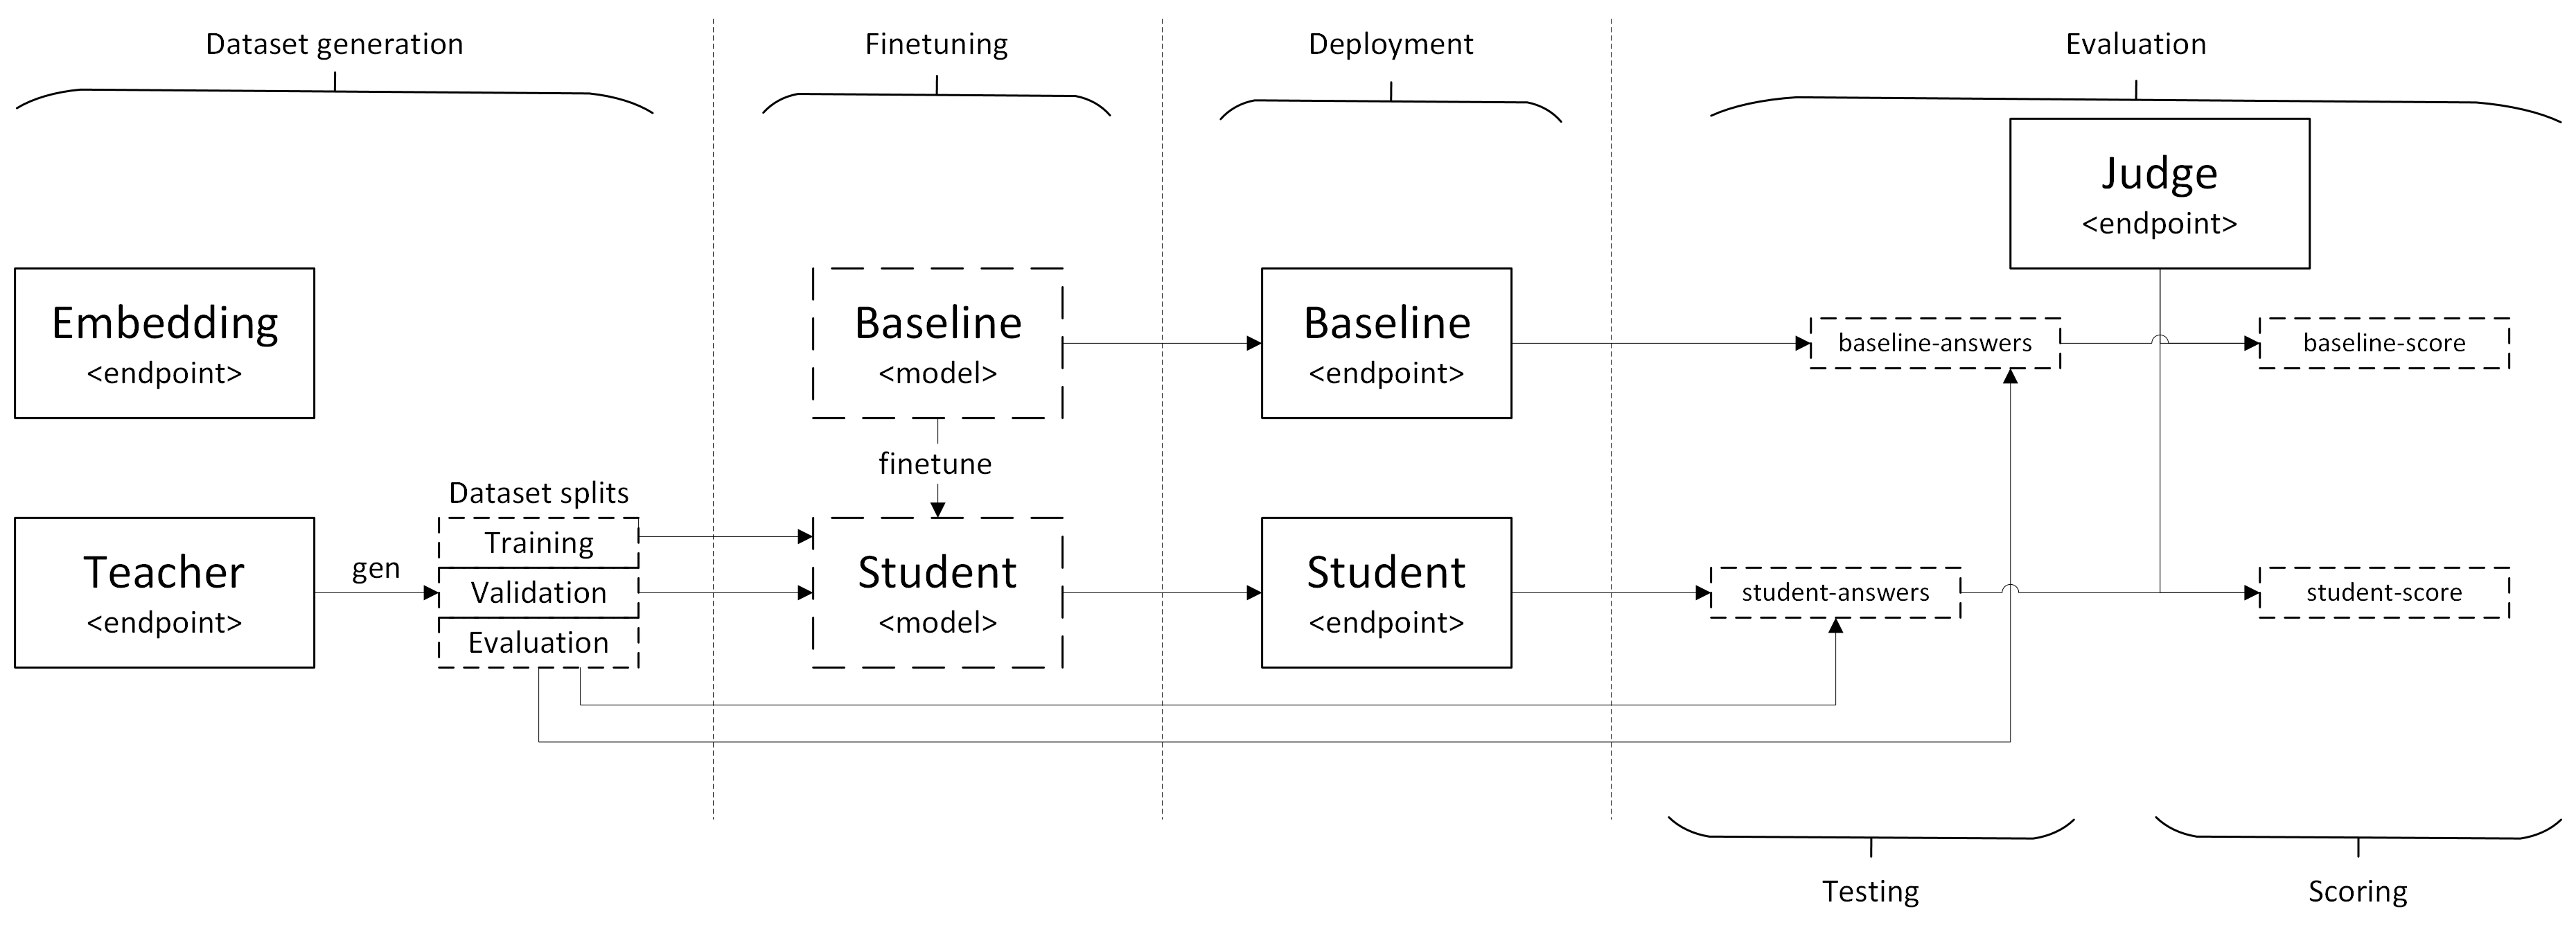 Dataset generation
Finetuning
Deployment
Evaluation
Judge
<endpoint>
Embedding
<endpoint>
Baseline
<model>
Baseline
<endpoint>
baseline-answers
baseline-score
finetune
Dataset splits
Teacher
<endpoint>
gen
Training
Validation
Evaluation
Student
<model>
Student
<endpoint>
student-answers
student-score
Testing
Scoring